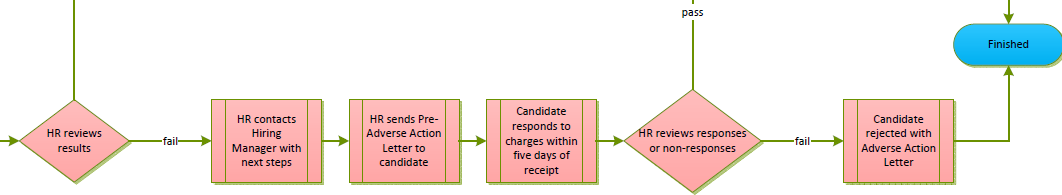 pass
Finished
HR reviews
results
fail
HR contacts
Hiring
Manager with
next steps
HR sends Pre-
Adverse Action
Letter to
candidate
Candidate
responds to
charges within
five days of
receipt
HR reviews responses
or non-responses
fail
Candidate
rejected with
Adverse Action
Letter